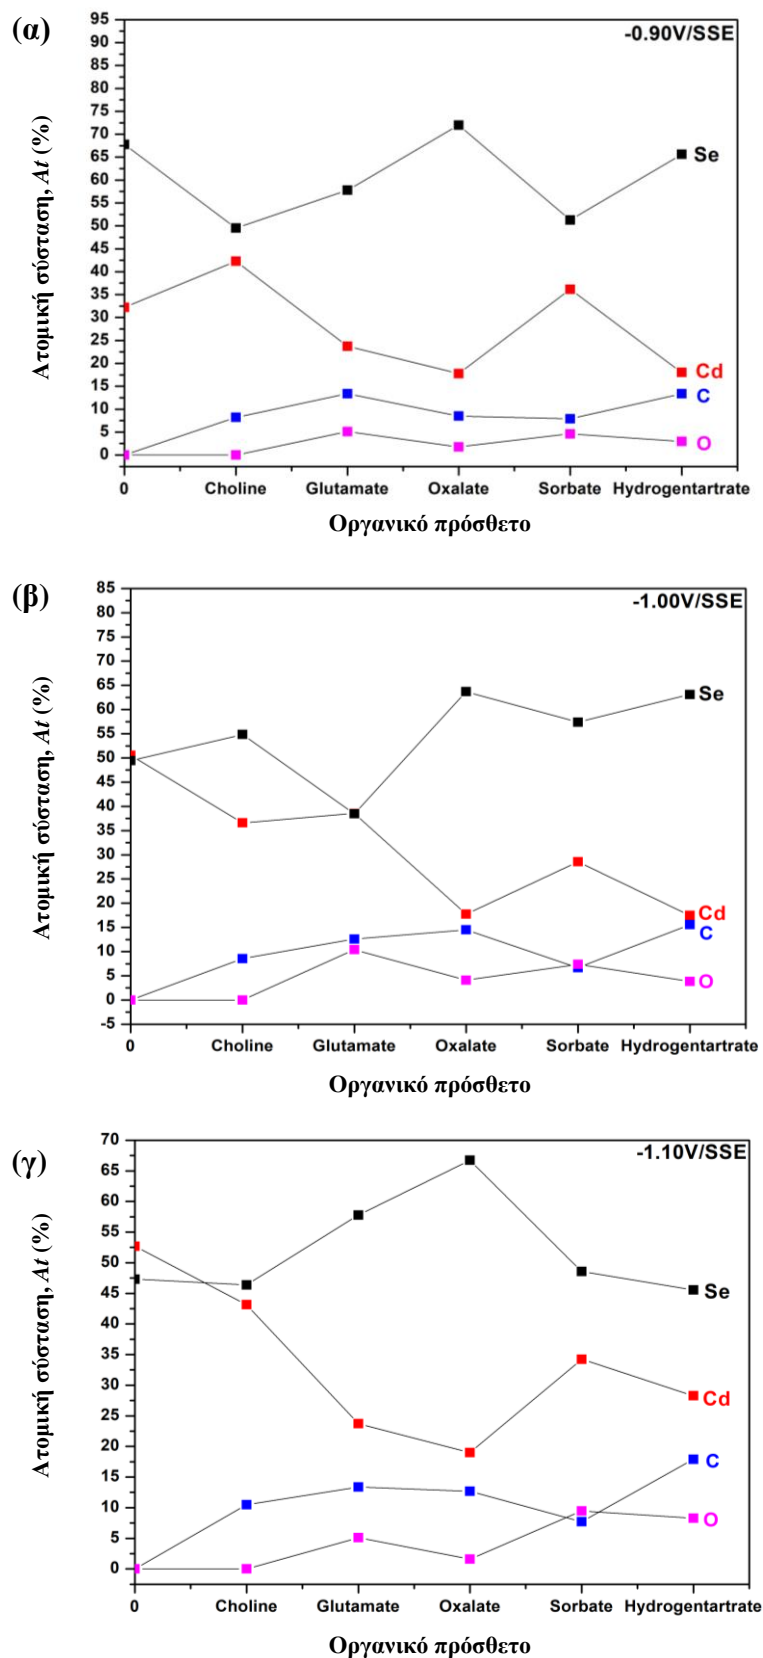 (α)
-0.90V/SSE
95
90
85
80
75
70
65
60
55
50
45
40
35
30
25
20
15
10
5
0
Ατομική σύσταση, At (%)
Se
Cd
C
O
0 Choline Glutamate Oxalate Sorbate Hydrogentartrate
Οργανικό πρόσθετο
(β)
-1.00V/SSE
85
80
75
70
65
60
55
50
45
40
35
30
25
20
15
10
5
0
-5
Ατομική σύσταση, At (%)
Se
Cd
C
O
0 Choline Glutamate Oxalate Sorbate Hydrogentartrate
Οργανικό πρόσθετο
(γ)
-1.10V/SSE
70
65
60
55
50
45
40
35
30
25
20
15
10
5
0
Ατομική σύσταση, At (%)
Se
Cd
C
O
0 Choline Glutamate Oxalate Sorbate Hydrogentartrate
Οργανικό πρόσθετο